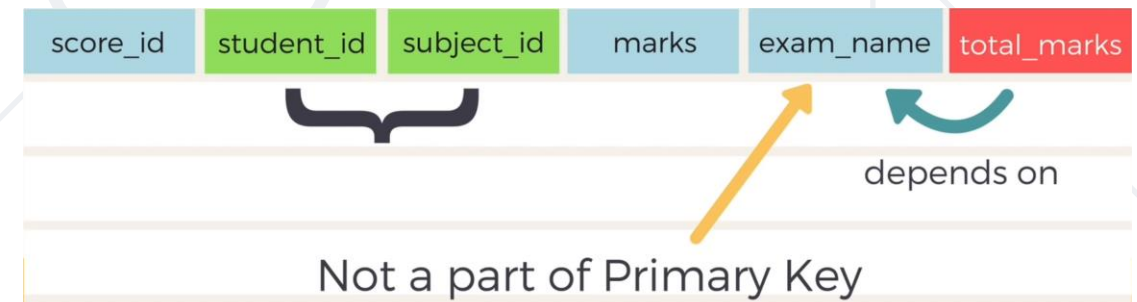 score_id student_id subject_id marks exam_name total_marks
depends on
Not a part of Primary Key